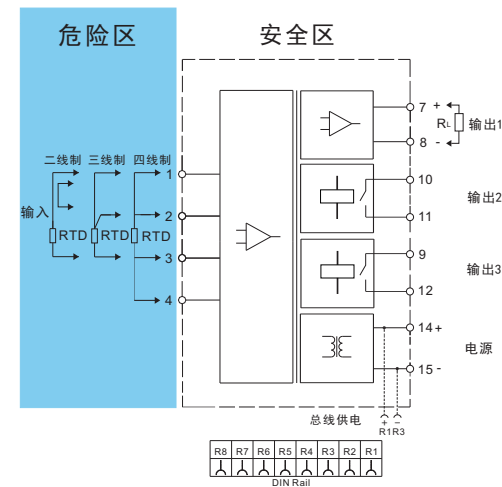 危险区
安全区
二线制 三线制 四线制
输入
RTD RTD RTD
1
2
3
4
7 +
8 -
RL
输出1
10
11
输出2
9
12
输出3
14+
15 -
电源
总线供电
+ −
R1R3
R8 R7 R6 R5 R4 R3 R2 R1
DIN Rail